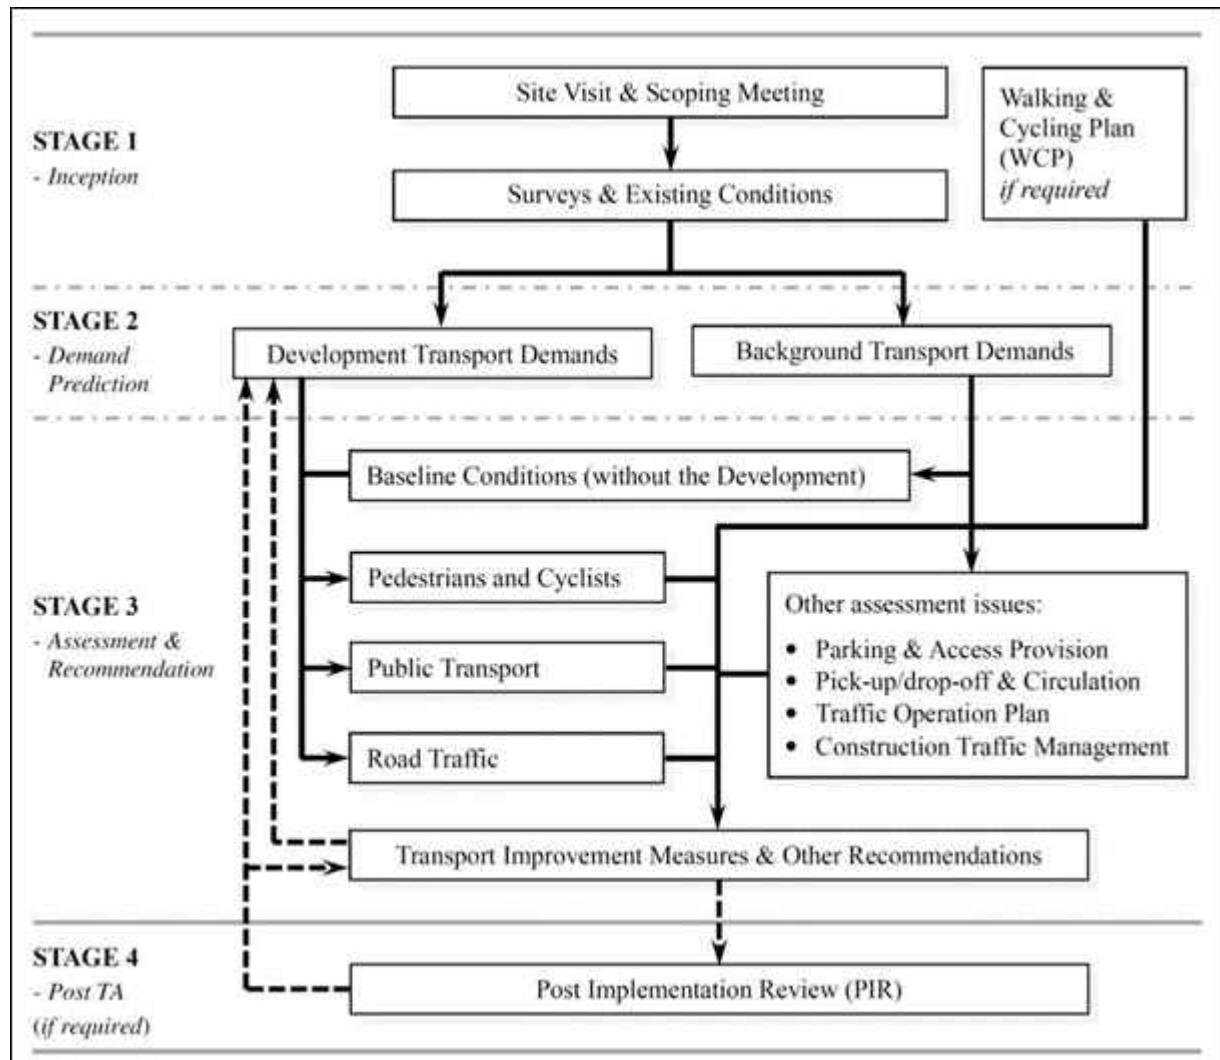 Site Visit & Scoping Meeting
Walking &
Cycling Plan
(WCP)
if required
STAGE 1
- Inception
Surveys & Existing Conditions
STAGE 2
- Demand
Prediction
Development Transport Demands
Background Transport Demands
Baseline Conditions (without the Development)
STAGE 3
- Assessment &
Recommendation
Pedestrians and Cyclists
Public Transport
Road Traffic
Other assessment issues:
• Parking & Access Provision
• Pick-up/drop-off & Circulation
• Traffic Operation Plan
• Construction Traffic Management
Transport Improvement Measures & Other Recommendations
STAGE 4
- Post TA
(if required)
Post Implementation Review (PIR)